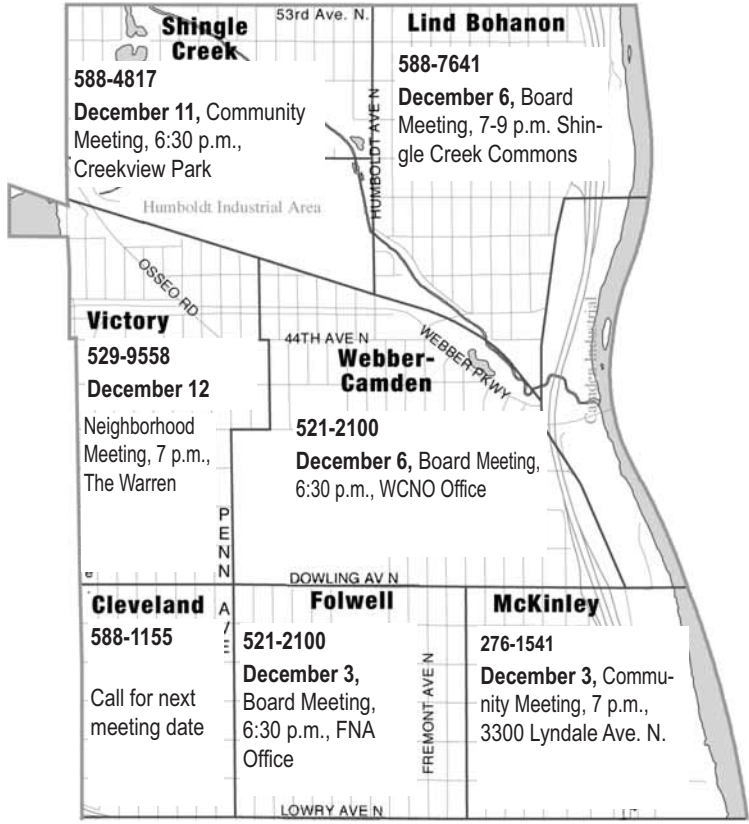 53rd Ave. N.
Shingle
Creek
588-4817
December 11, Community
Meeting, 6:30 p.m.,
Creekview Park
Lind Bohanon
588-7641
December 6, Board
Meeting, 7-9 p.m. Shin-
gle Creek Commons
HUMBOLDT AVE N
Humboldt Industrial Area
OSSEO RD
Victory
529-9558
December 12
Neighborhood
Meeting, 7 p.m.,
The Warren
44TH AVE N
WEBBER PKWY
Webber-
Camden
521-2100
December 6, Board Meeting,
6:30 p.m., WCNO Office
Camden Industrial
PENN AVE
DOWLING AV N
Cleveland
588-1155
Call for next
meeting date
Folwell
521-2100
December 3,
Board Meeting,
6:30 p.m., FNA
Office
FREMONT AVE N
McKinley
276-1541
December 3, Commu-
nity Meeting, 7 p.m.,
3300 Lyndale Ave. N.
LOWRY AVE N